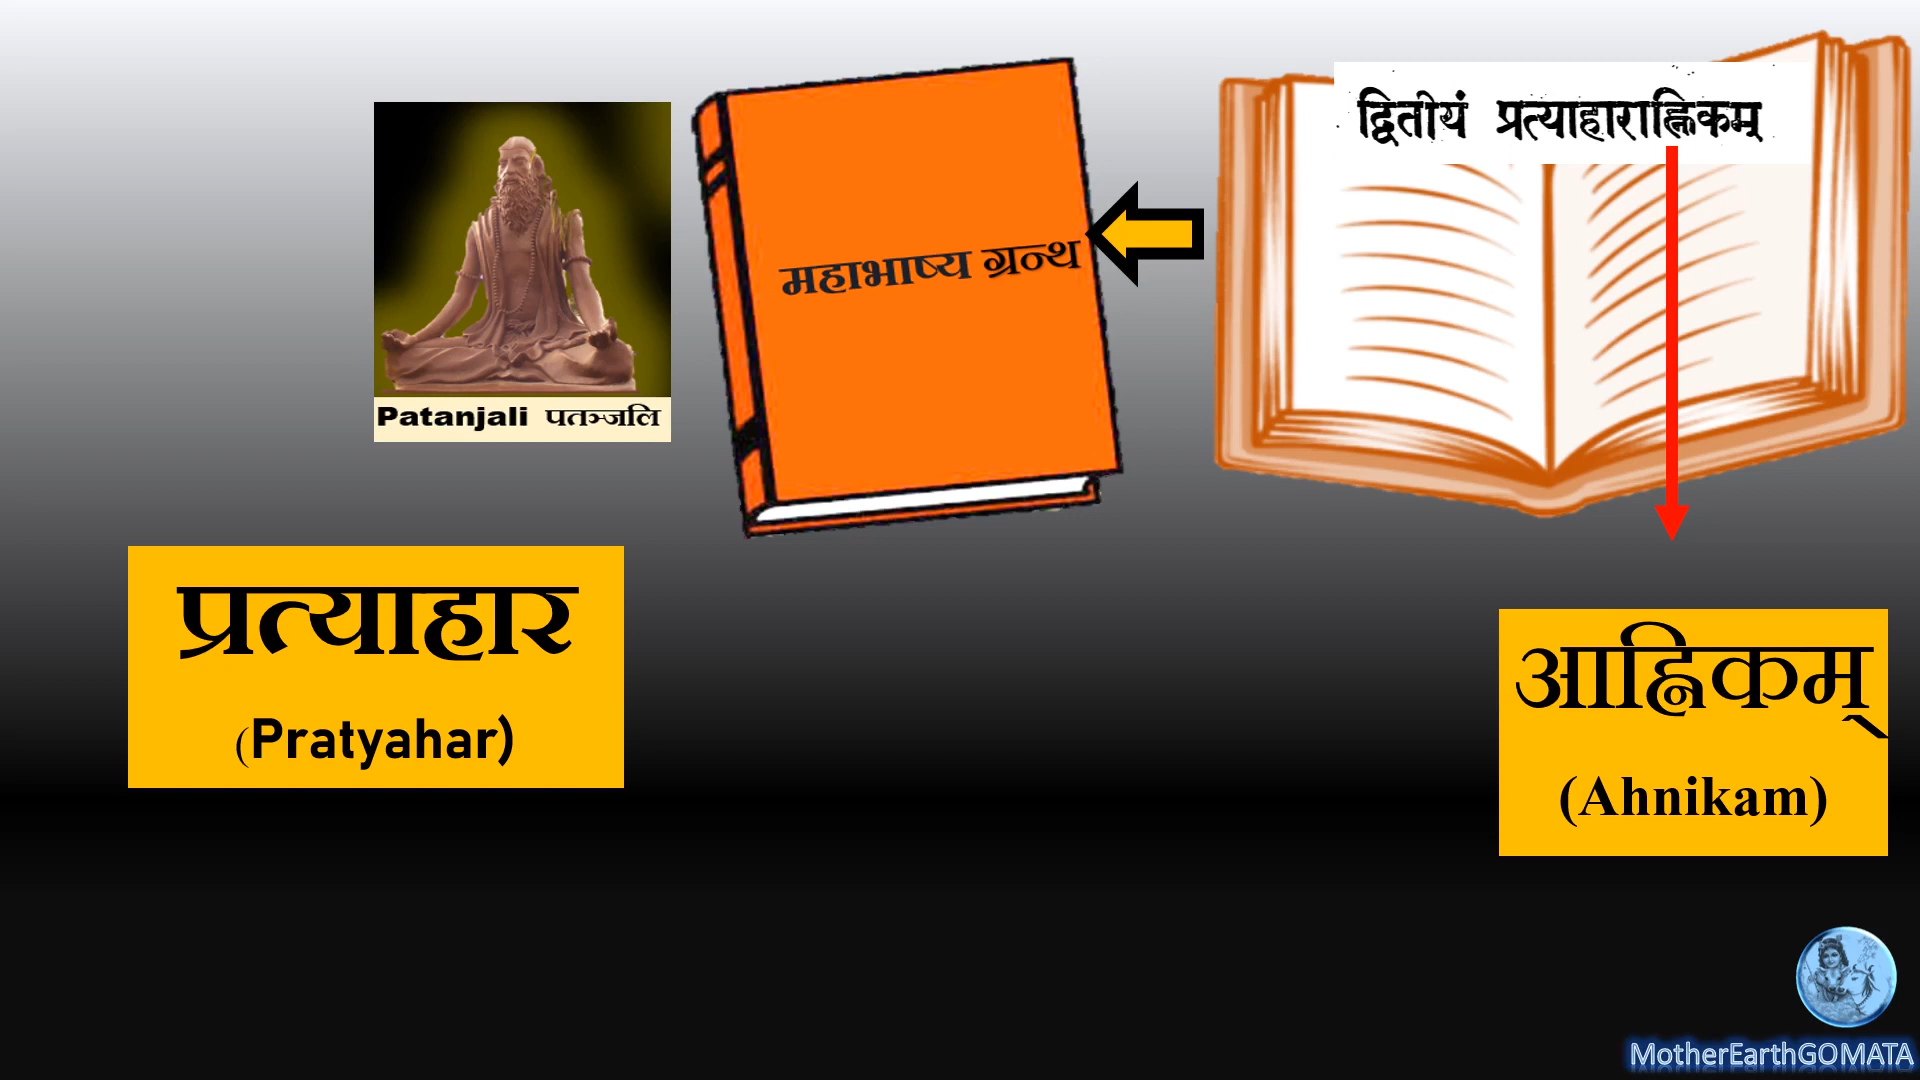 द्वितीयं प्रत्याहाराह्निकम्
महाभाष्य ग्रन्थ
Patanjali पतञ्जलि
प्रत्याहार
(Pratyahar)
आह्निकम्
(Ahnikam)
MotherEarthGOMATA